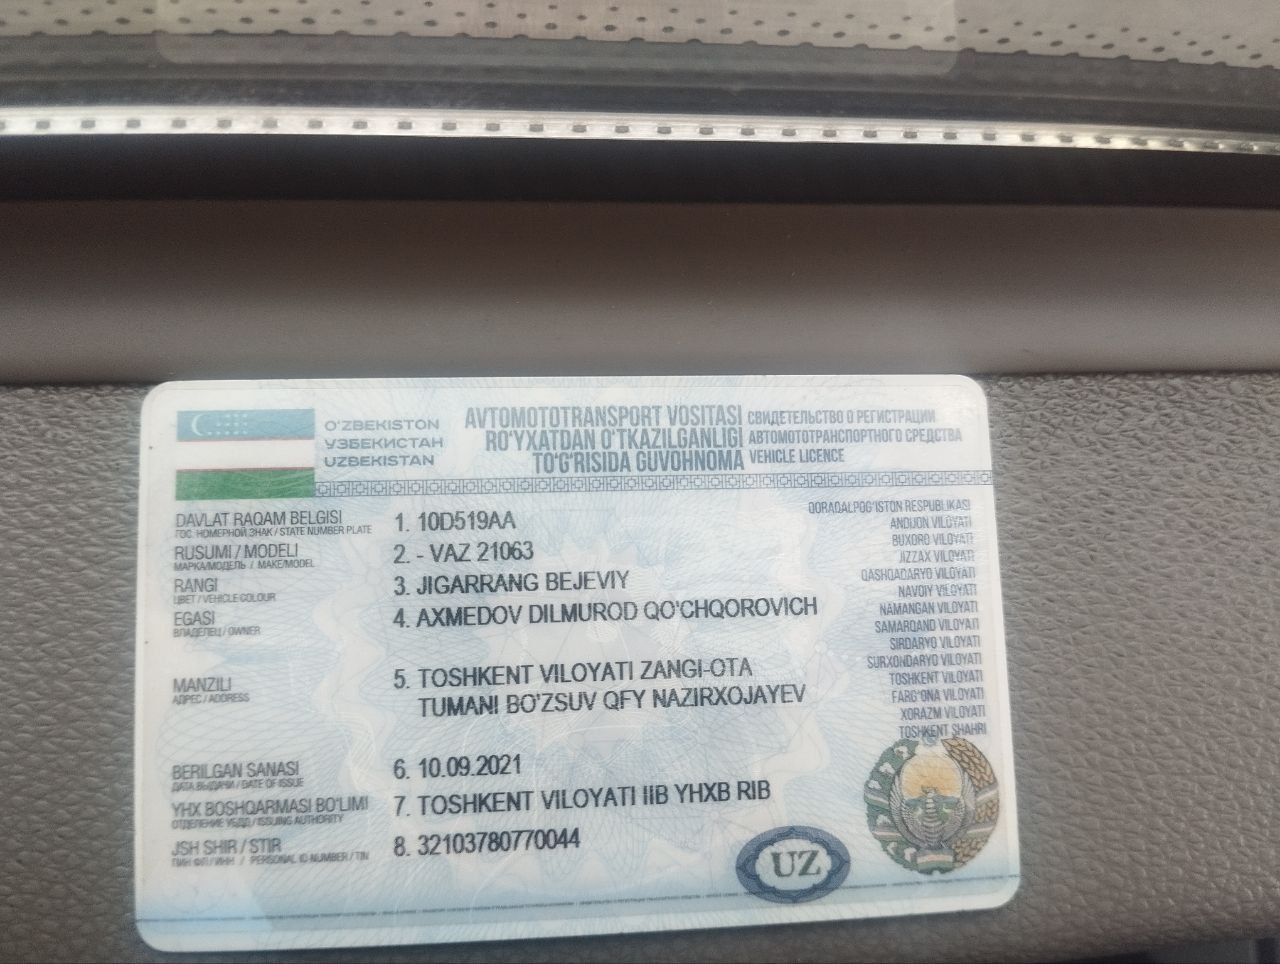 O'ZBEKISTON
УЗБЕКИСТАН
UZBEKISTAN
AVTOMOTOTRANSPORT VOSITASI
RO'YXATDAN O'TKAZILGANLIGI
TO'G'RISIDA GUVOHNOMA
СВИДЕТЕЛЬСТВО О РЕГИСТРАЦИИ
АВТОМОТОТРАНСПОРТНОГО СРЕДСТВА
VEHICLE LICENCE
DAVLAT RAQAM BELGISI
ГОС. НОМЕРНОЙ ЗНАК / STATE NUMBER PLATE
1. 10D519AA
RUSUMI / MODELI
МАРКА/МОДЕЛЬ / MAKE/MODEL
2. - VAZ 21063
RANGI
ЦВЕТ / VEHICLE COLOUR
3. JIGARRANG BEJEVIY
EGASI
ВЛАДЕЛЕЦ / OWNER
4. AXMEDOV DILMUROD QO'CHQOROVICH
MANZILI
АДРЕС / ADDRESS
5. TOSHKENT VILOYATI ZANGI-OTA
TUMANI BO'ZSUV QFY NAZIRXOJAYEV
BERILGAN SANASI
ДАТА ВЫДАЧИ / DATE OF ISSUE
6. 10.09.2021
YHX BOSHQARMASI BO'LIMI
ОТДЕЛЕНИЕ УБДД / ISSUING AUTHORITY
7. TOSHKENT VILOYATI IIB YHXB RIB
JSH SHIR / STIR
ПИН ФЛ / ИНН / PERSONAL ID NUMBER / TIN
8. 32103780770044
QORAQALPOG'ISTON RESPUBLIKASI
ANDIJON VILOYATI
BUXORO VILOYATI
JIZZAX VILOYATI
QASHQADARYO VILOYATI
NAVOIY VILOYATI
NAMANGAN VILOYATI
SAMARQAND VILOYATI
SIRDARYO VILOYATI
SURXONDARYO VILOYATI
TOSHKENT VILOYATI
FARG'ONA VILOYATI
XORAZM VILOYATI
TOSHKENT SHAHRI
UZ